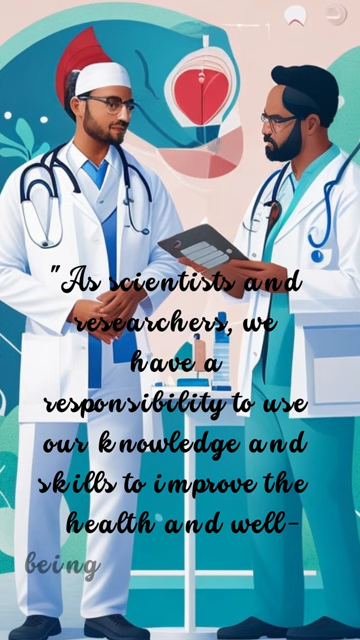 "As scientists and
researchers, we
have a
responsibility to use
our knowledge and
skills to improve the
health and well-
being